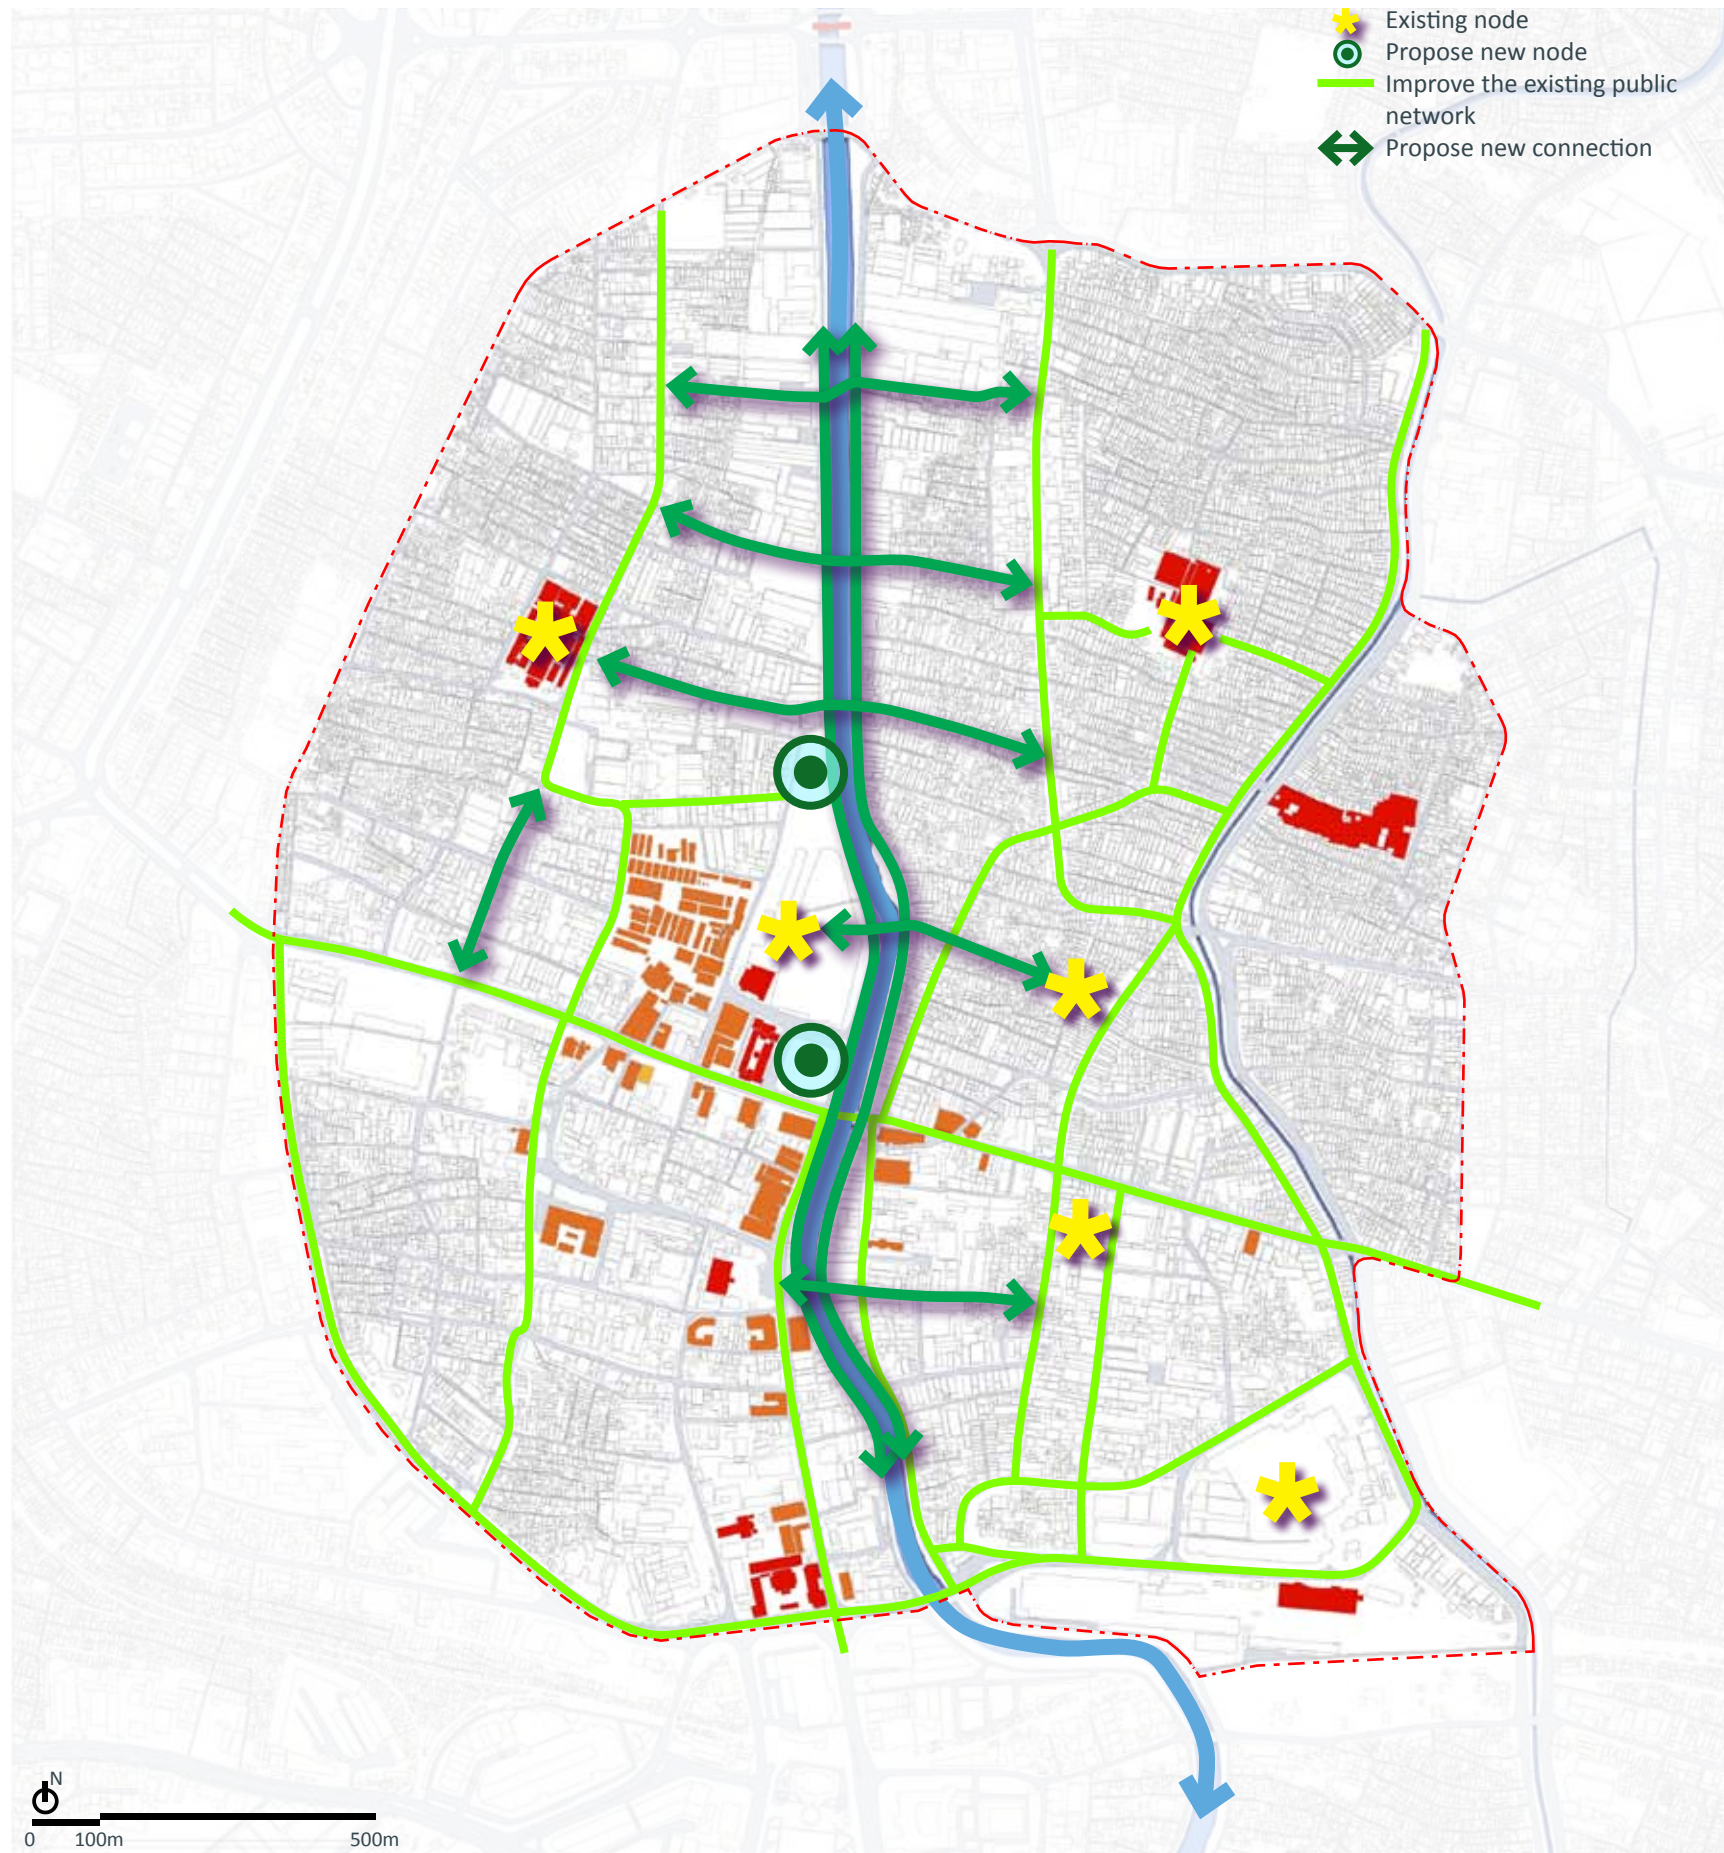 Existing node
Propose new node
Improve the existing public
network
Propose new connection
N
0 100m 500m